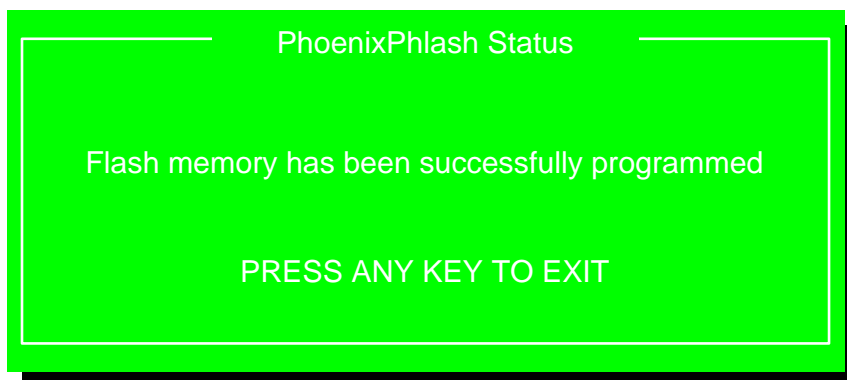 PhoenixPhlash Status
Flash memory has been successfully programmed
PRESS ANY KEY TO EXIT